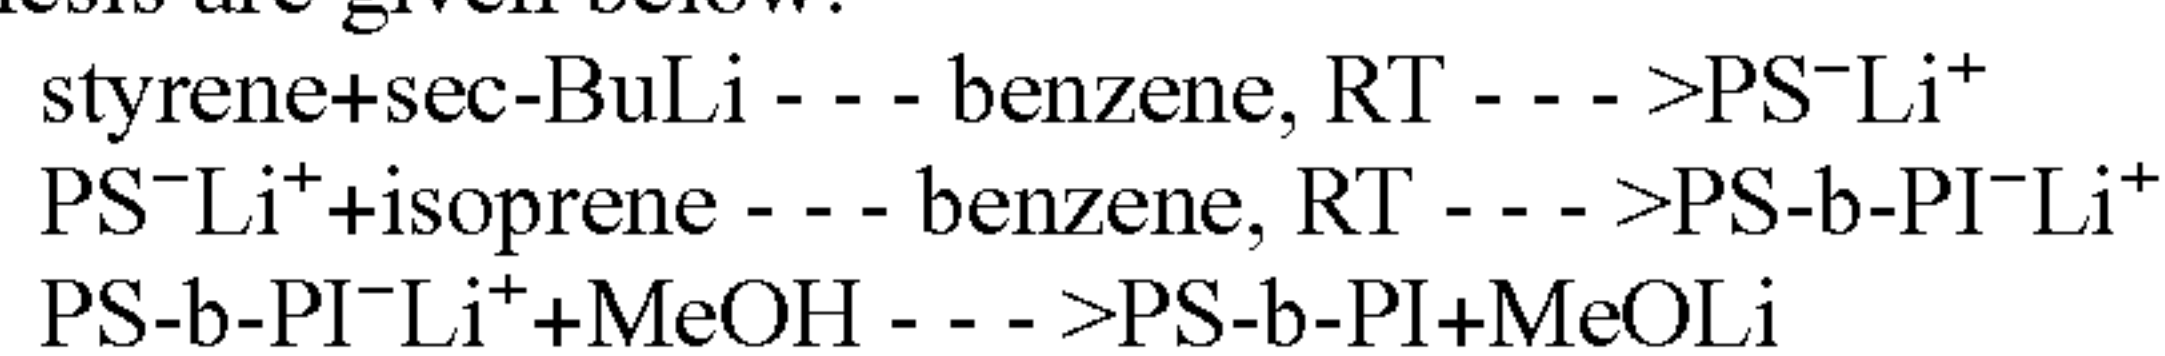 are given below:
styrene+sec-BuLi - - - benzene, RT - - - >PS⁻Li⁺
PS⁻Li⁺+isoprene - - - benzene, RT - - - >PS-b-PI⁻Li⁺
PS-b-PI⁻Li⁺+MeOH - - - >PS-b-PI+MeOLi